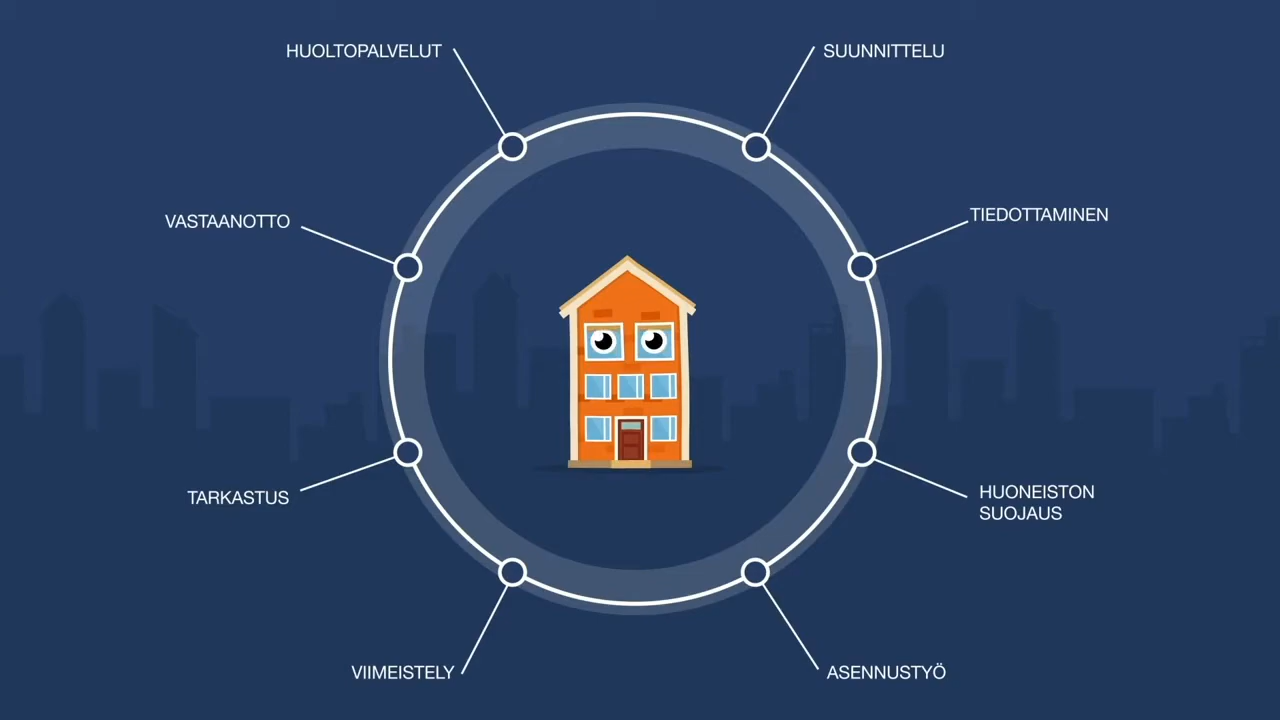 HUOLTOPALVELUT
SUUNNITTELU
VASTAANOTTO
TIEDOTTAMINEN
TARKASTUS
HUONEISTON
SUOJAUS
VIIMEISTELY
ASENNUSTYÖ